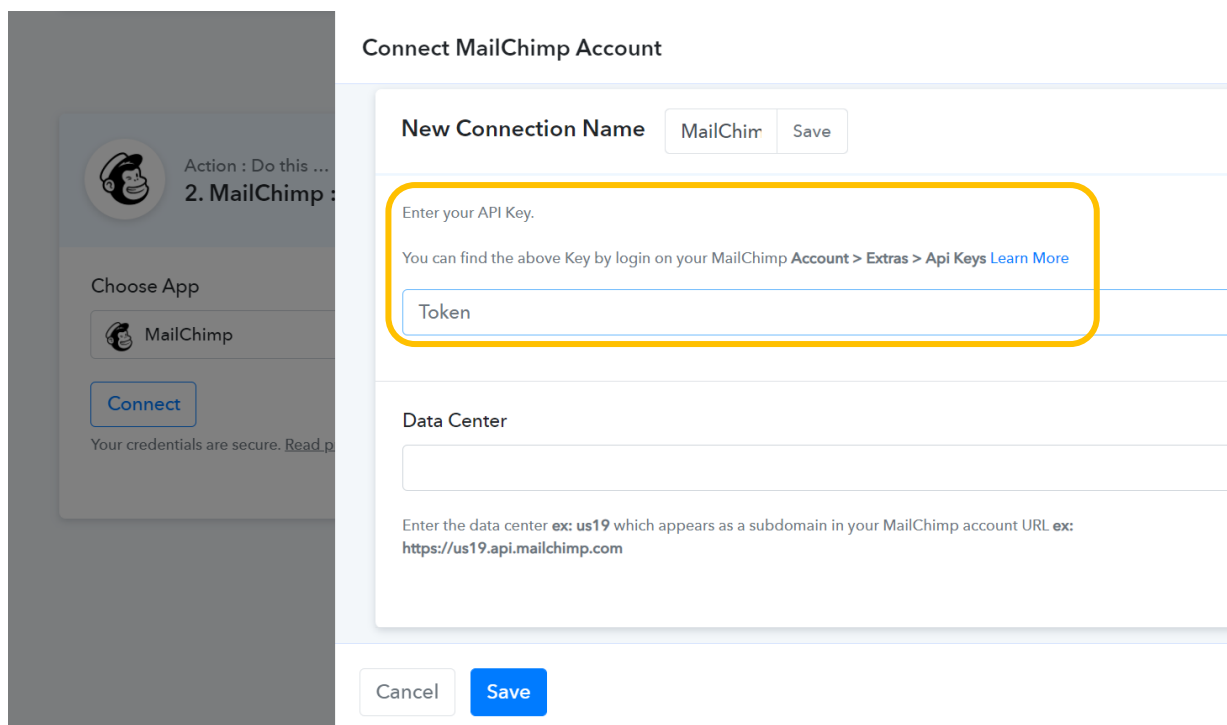 Connect MailChimp Account
New Connection Name
MailChim
Save
Action : Do this ...
2. MailChimp :
Enter your API Key.
You can find the above Key by login on your MailChimp Account > Extras > Api Keys Learn More
Token
Choose App
MailChimp
Connect
Your credentials are secure. Read p
Data Center
Enter the data center ex: us19 which appears as a subdomain in your MailChimp account URL ex:
https://us19.api.mailchimp.com
Cancel
Save